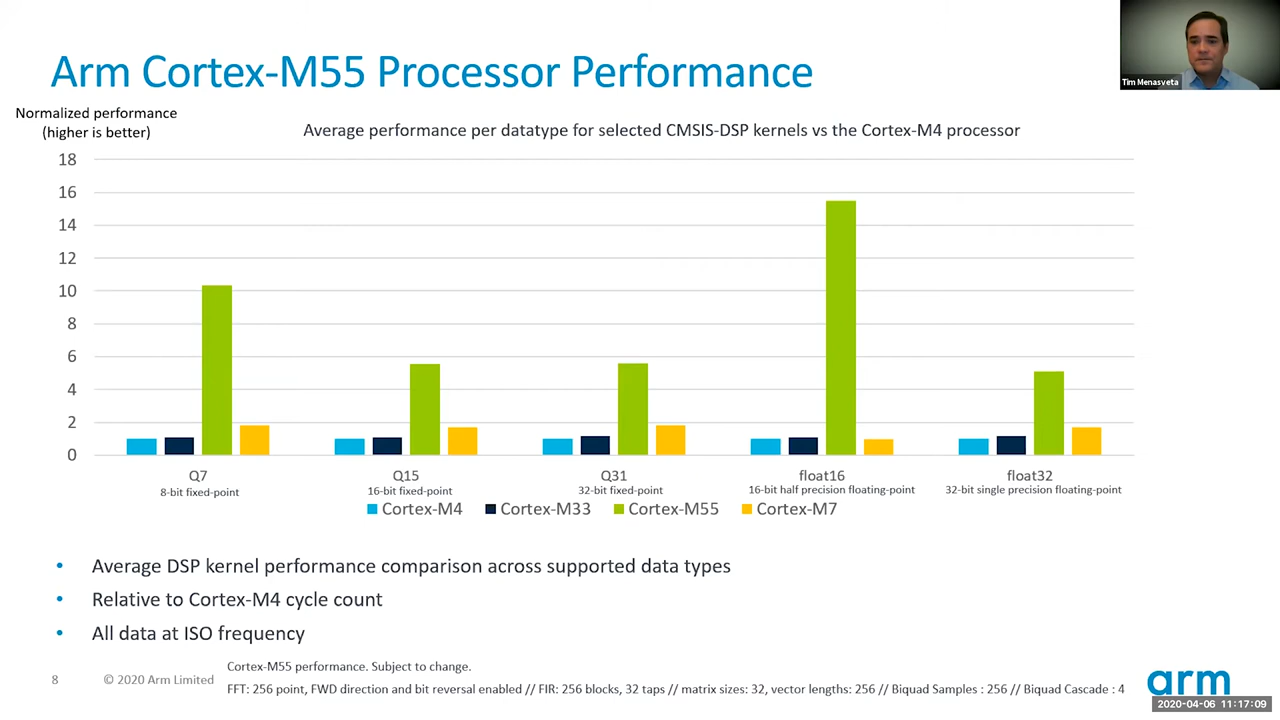 Arm Cortex-M55 Processor Performance
Tim Menasveta
Normalized performance
(higher is better)
Average performance per datatype for selected CMSIS-DSP kernels vs the Cortex-M4 processor
18
16
14
12
10
8
6
4
2
0
Q7 Q15 Q31 float16 float32
8-bit fixed-point 16-bit fixed-point 32-bit fixed-point 16-bit half precision floating-point 32-bit single precision floating-point
Cortex-M4 Cortex-M33 Cortex-M55 Cortex-M7
• Average DSP kernel performance comparison across supported data types
• Relative to Cortex-M4 cycle count
• All data at ISO frequency
Cortex-M55 performance. Subject to change.
8 © 2020 Arm Limited
FFT: 256 point, FWD direction and bit reversal enabled // FIR: 256 blocks, 32 taps // matrix sizes: 32, vector lengths: 256 // Biquad Samples : 256 // Biquad Cascade : 4
arm
2020-04-06 11:17:09